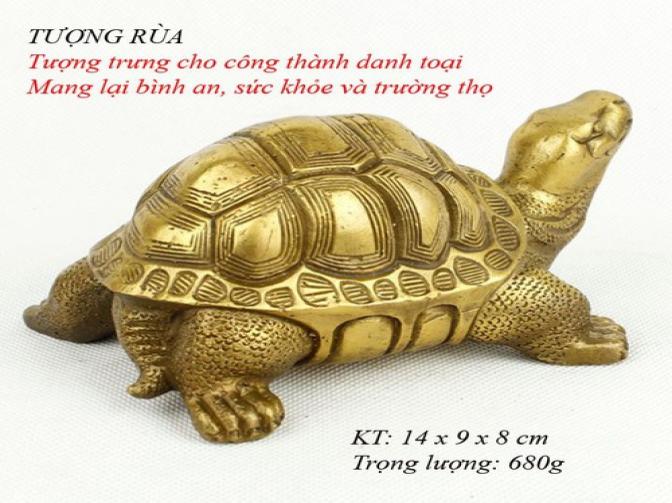 TƯỢNG RÙA
Tượng trưng cho công thành danh toại
Mang lại bình an, sức khỏe và trường thọ
KT: 14 x 9 x 8 cm
Trọng lượng: 680g